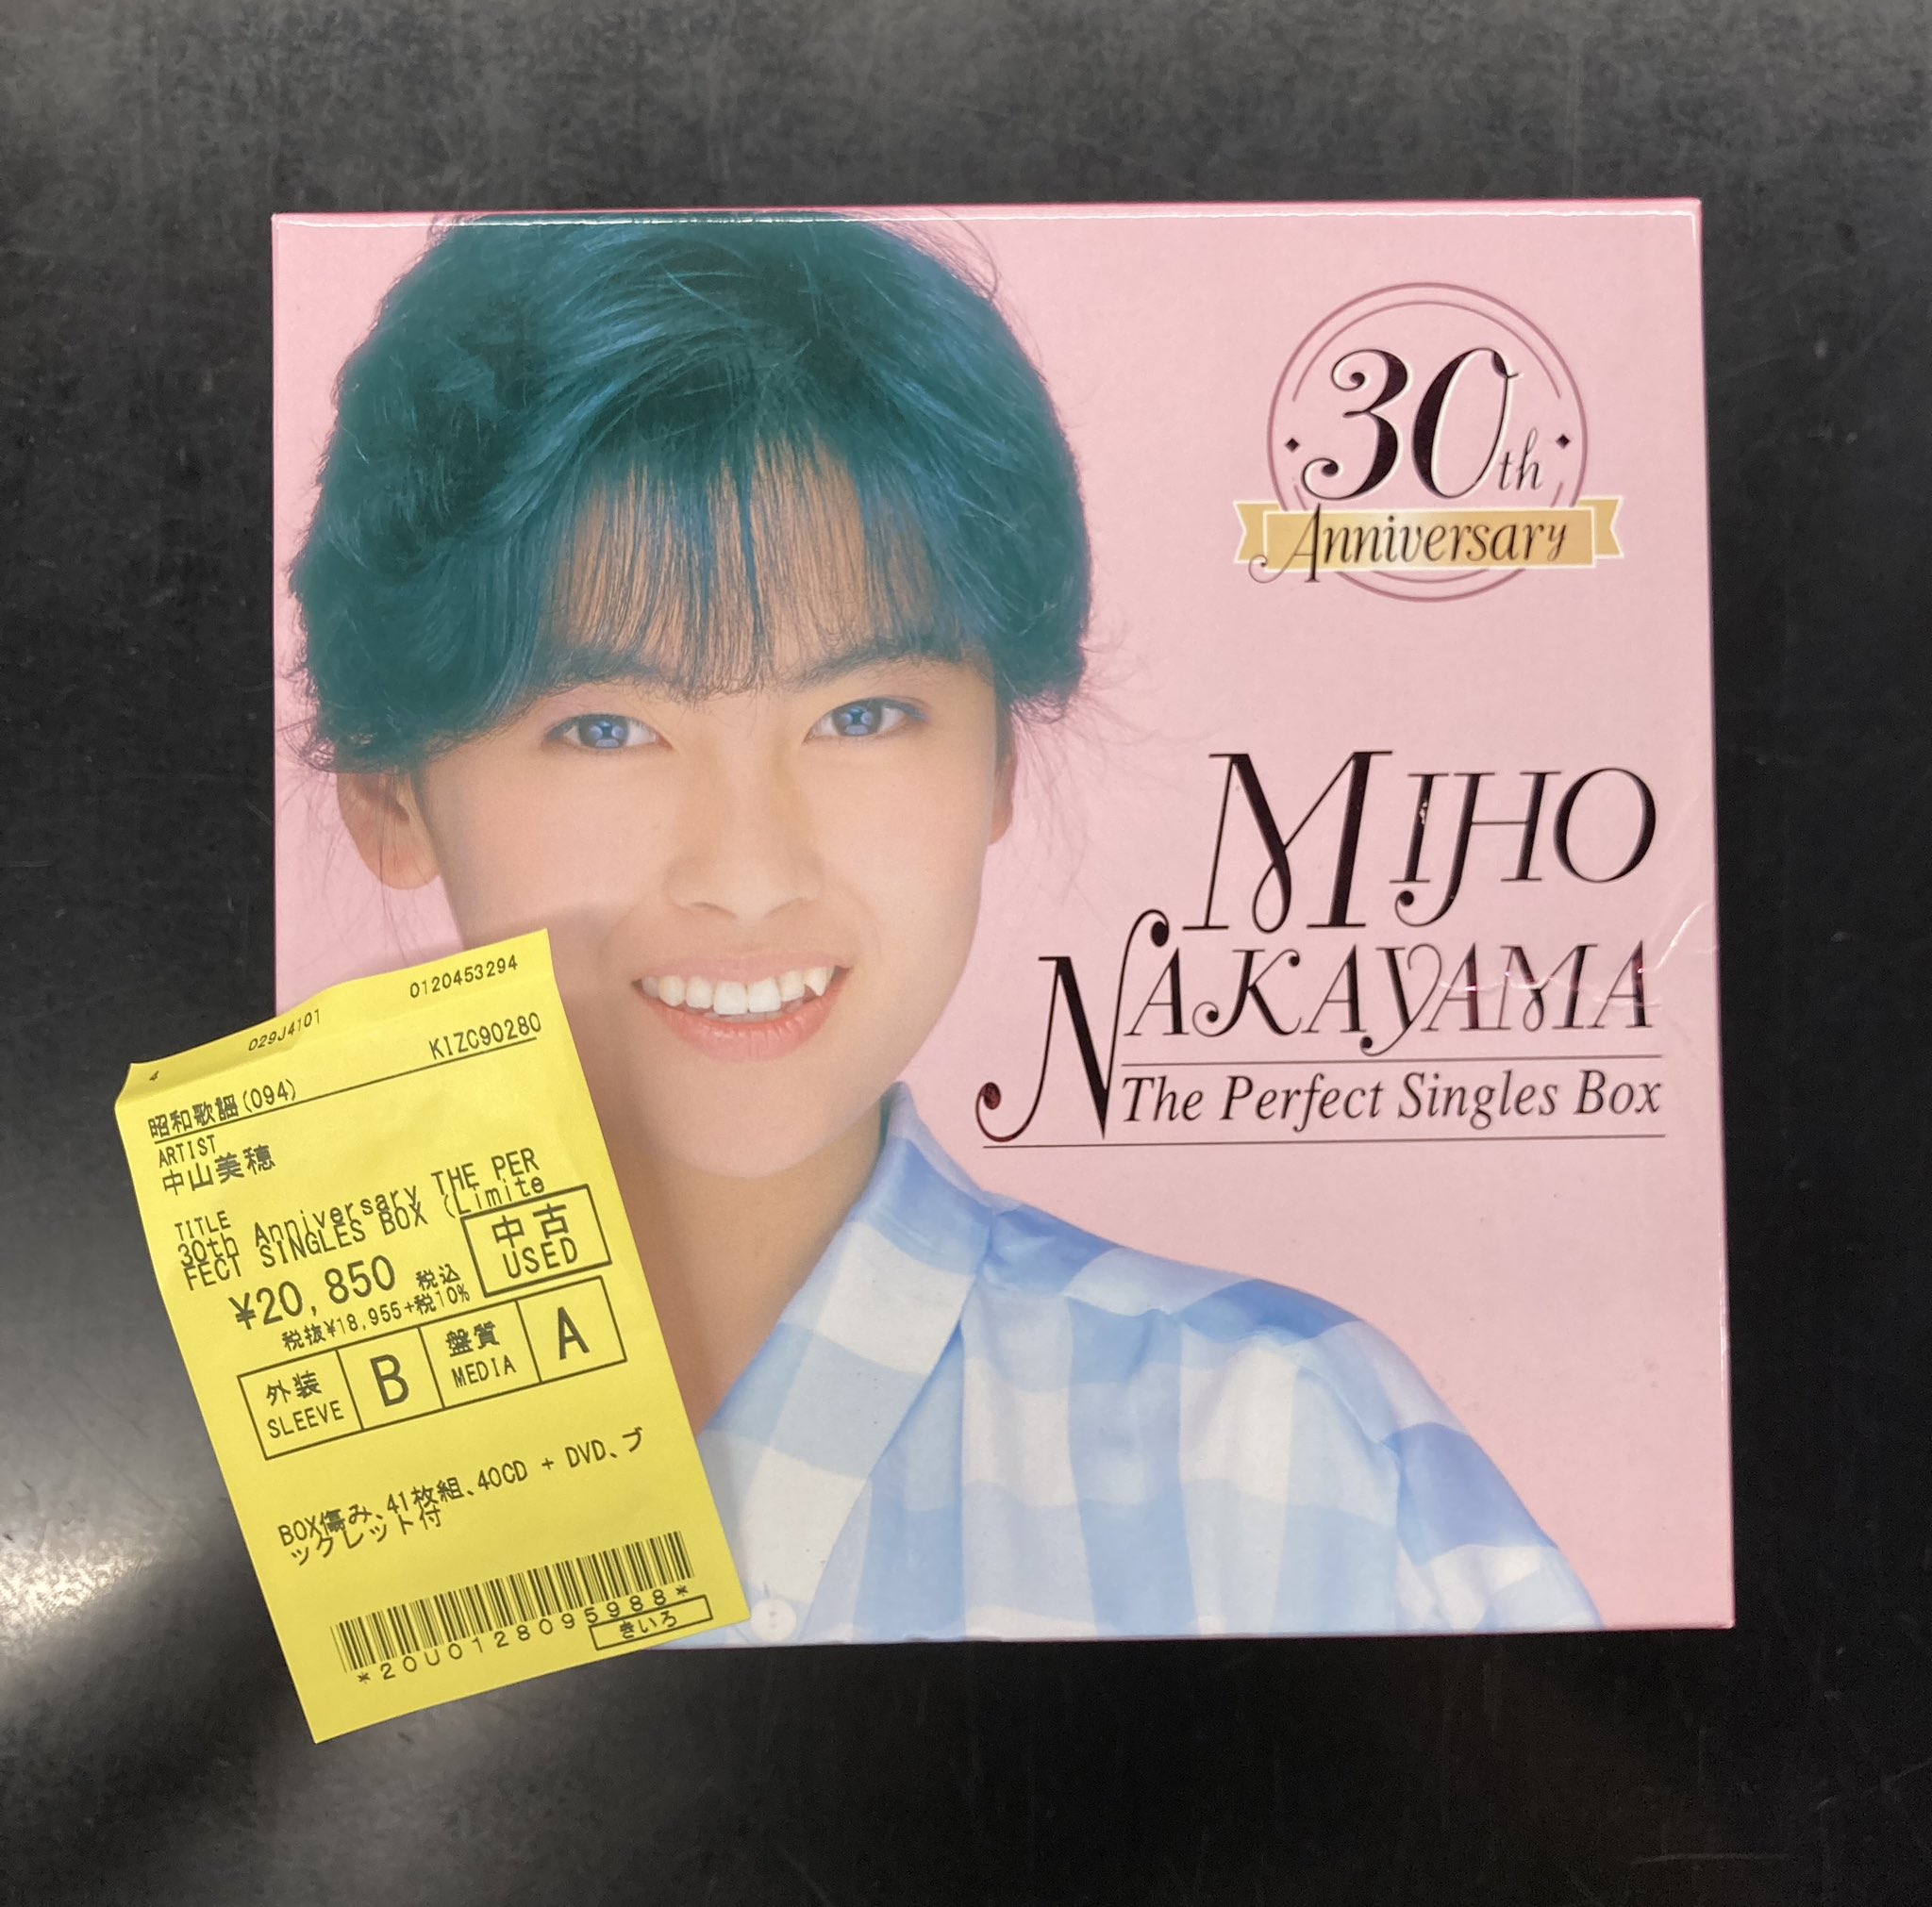 30th
Anniversary
MIHO
NAKAYAMA
The Perfect Singles Box
0120453294
4 029J4101
KIZC90280
昭和歌謡(094)
ARTIST
中山美穂
TITLE
30th Anniversary THE PER
FECT SINGLES BOX (Limite
¥20,850 税込
税抜¥18,955+税10%
中古
USED
外装
SLEEVE
B
盤質
MEDIA
A
BOX傷み、41枚組、40CD + DVD、ブ
ックレット付
*20U0128095988*
きいろ